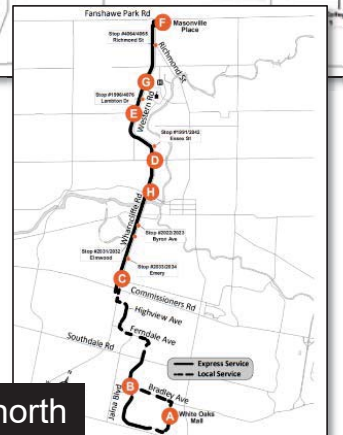 Fanshawe Park Rd
F
Masonville
Place
Stop #4064/4065
Richmond St
Richmond St
G
Stop #1590/4076
Lambton Dr
Western Rd
E
Stop #1991/2042
Essex St
D
H
Wharncliffe Rd
Stop #2022/2023
Byron Ave
Stop #2031/2032
Elmwood
Stop #2033/2034
Emery
C
Commissioners Rd
Highview Ave
Ferndale Ave
Southdale Rd
Express Service
Local Service
B
Bradley Ave
Jalna Blvd
A
White Oaks
Mall
north